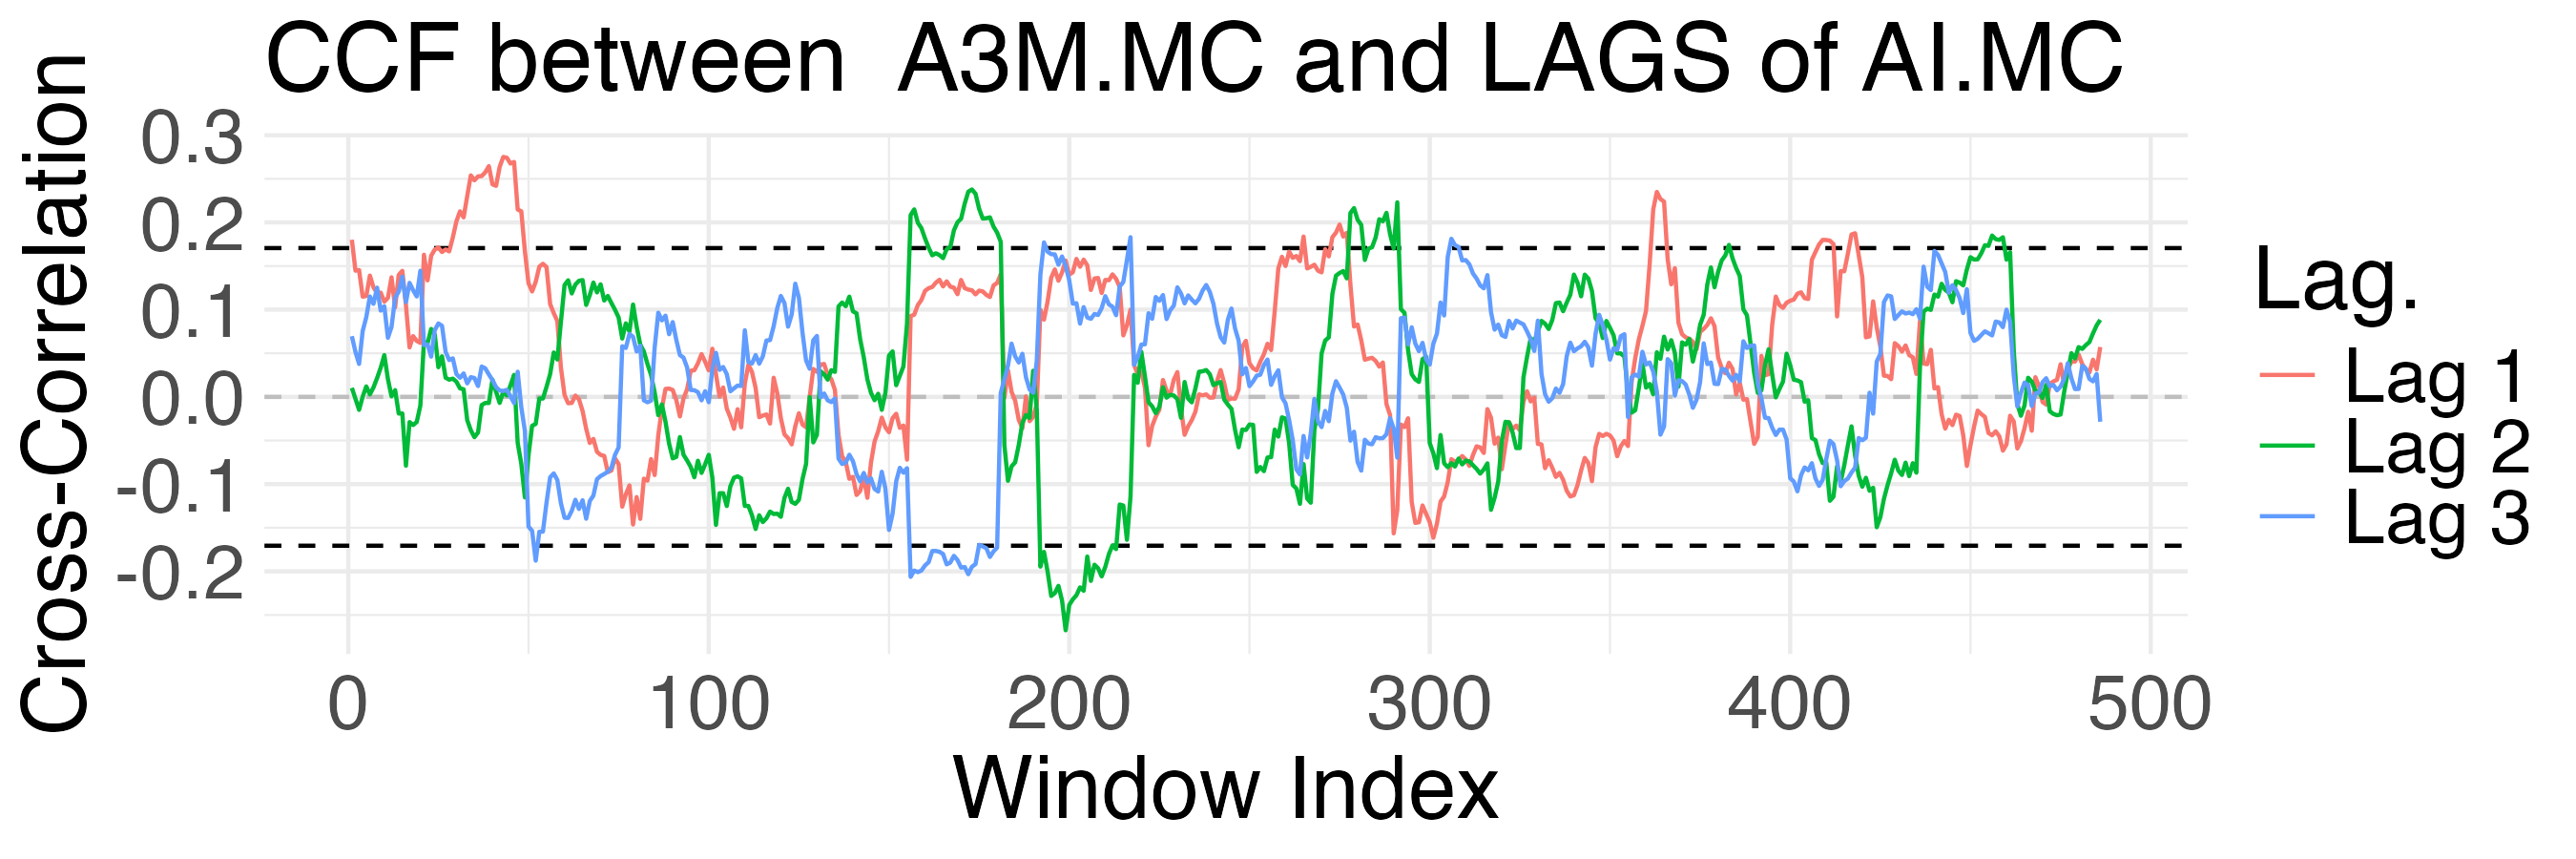 CCF between  A3M.MC and LAGS of AI.MC
Cross-Correlation
0.3
0.2
0.1
0.0
-0.1
-0.2
0
100
200
300
400
500
Window Index
Lag.
Lag 1
Lag 2
Lag 3